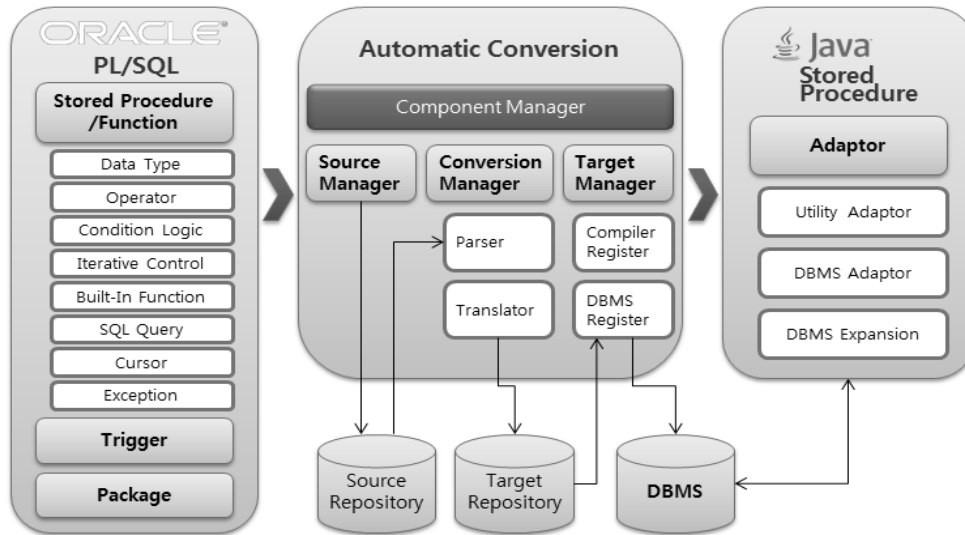 ORACLE®
PL/SQL
Stored Procedure
/Function
Data Type
Operator
Condition Logic
Iterative Control
Built-In Function
SQL Query
Cursor
Exception
Trigger
Package
Automatic Conversion
Component Manager
Source
Manager
Conversion
Manager
Target
Manager
Parser
Compiler
Register
Translator
DBMS
Register
Source
Repository
Target
Repository
DBMS
Java
Stored
Procedure
Adaptor
Utility Adaptor
DBMS Adaptor
DBMS Expansion